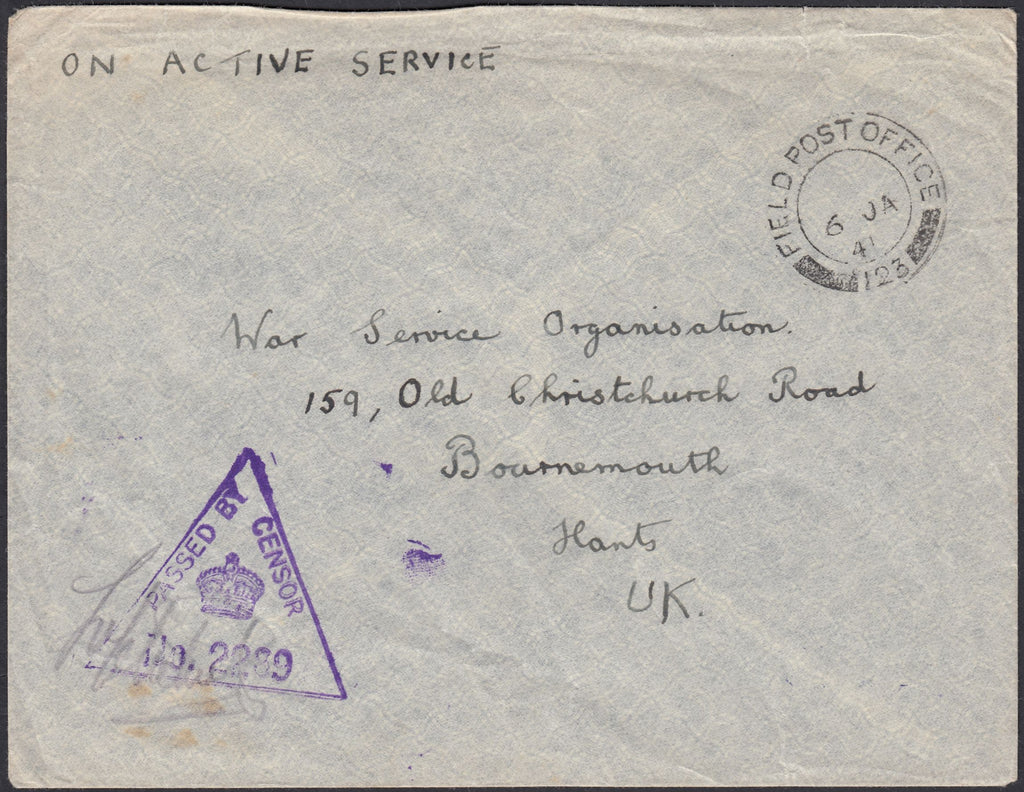 ON ACTIVE SERVICE
FIELD POST OFFICE
6 JA
41
123
War Service Organisation.
159, Old Christchurch Road
Bournemouth
Hants
UK.
PASSED BY CENSOR
No. 2289